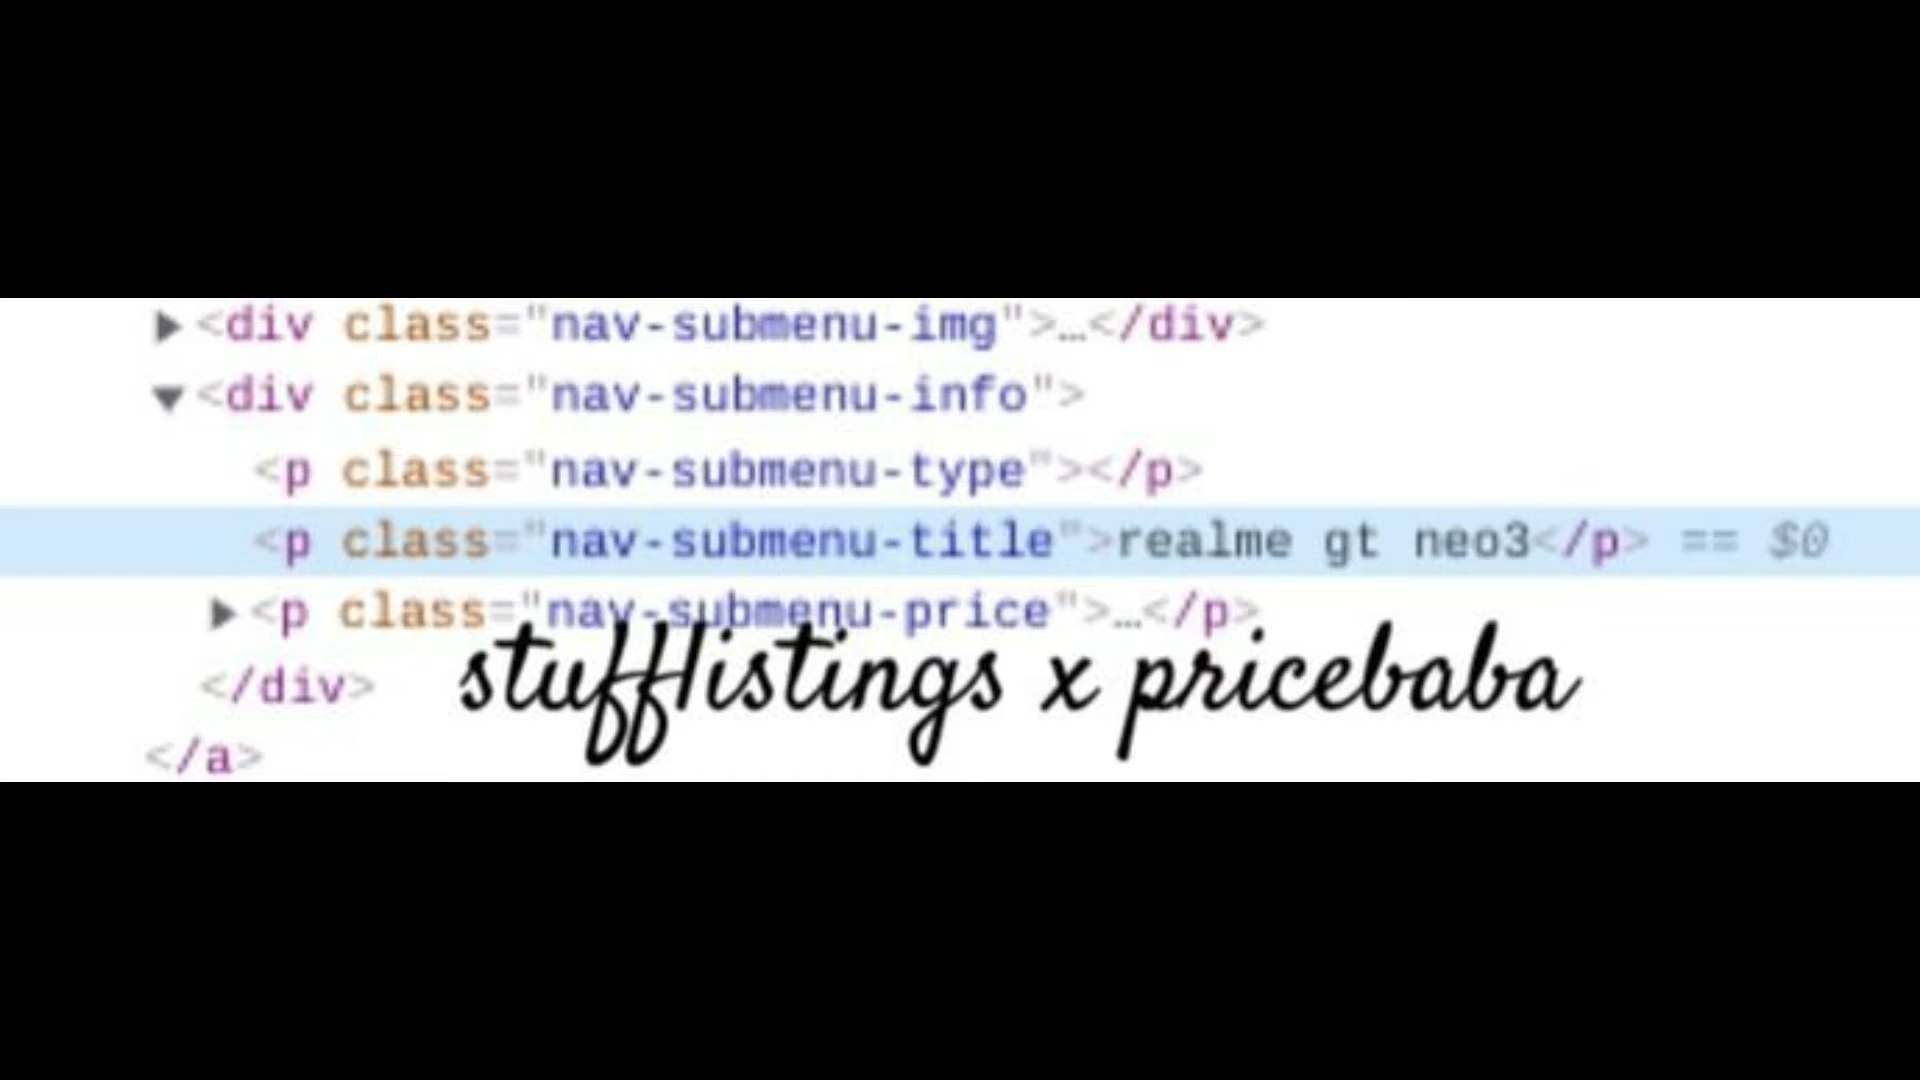 ▶<div class="nav-submenu-img">…</div>
▼<div class="nav-submenu-info">
<p class="nav-submenu-type"></p>
<p class="nav-submenu-title">realme gt neo3</p> == $0
▶<p class="nav-submenu-price">…</p>
</div>
stufflistings x pricebaba
</a>